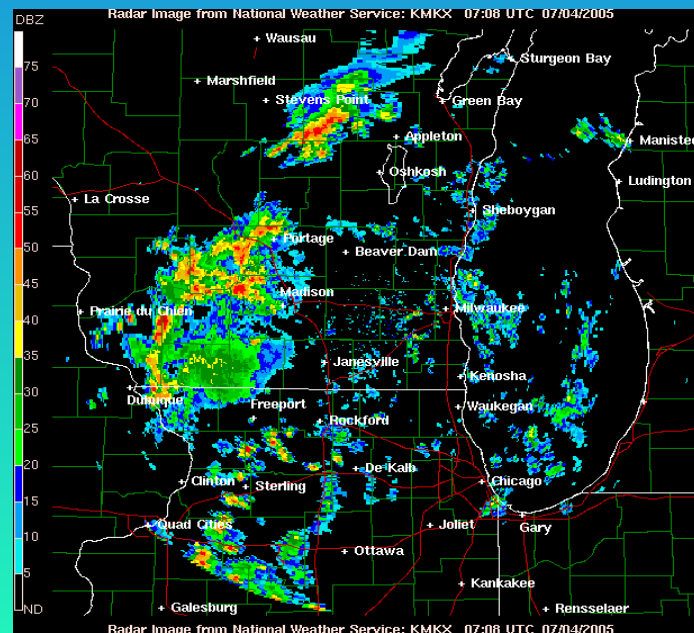 DBZ
Radar Image from National Weather Service: KMKX 07:08 UTC 07/04/2005
75
70
65
60
55
50
45
40
35
30
25
20
15
10
5
ND
Wausau
Sturgeon Bay
Marshfield
Stevens Point
Green Bay
Appleton
Manistee
Oshkosh
Ludington
La Crosse
Sheboygan
Portage
Beaver Dam
Madison
Prairie du Chien
Milwaukee
Janesville
Kenosha
Dubuque
Freeport
Waukegan
Rockford
De Kalb
Clinton
Sterling
Chicago
Quad Cities
Joliet
Gary
Ottawa
Kankakee
Galesburg
Rensselaer
Radar Image from National Weather Service: KMKX 07:08 UTC 07/04/2005